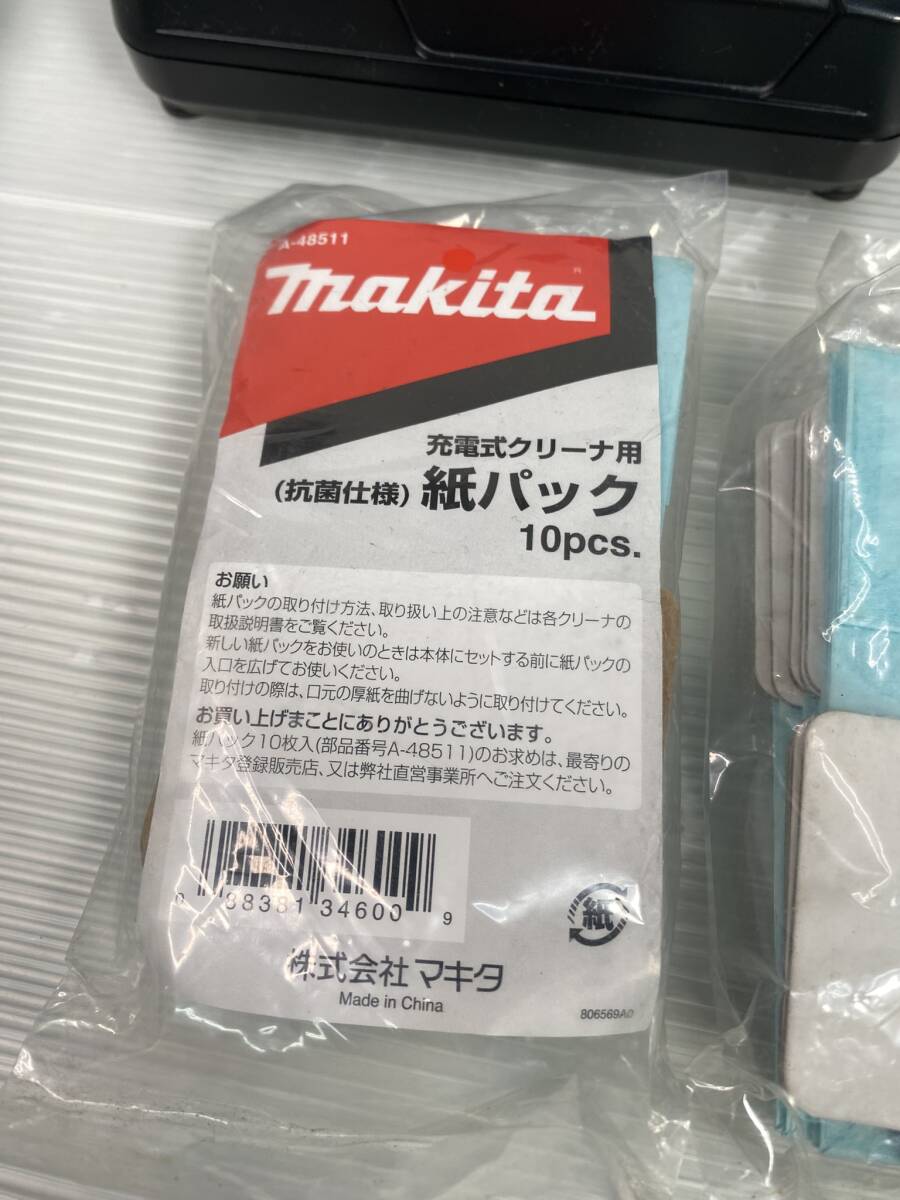 A-48511
makita
充電式クリーナ用
(抗菌仕様) 紙パック
10pcs.
お願い
紙パックの取り付け方法、取り扱い上の注意などは各クリーナの
取扱説明書をご覧ください。
新しい紙パックをお使いのときは本体にセットする前に紙パックの
入口を広げてお使いください。
取り付けの際は、口元の厚紙を曲げないように取り付けてください。
お買い上げまことにありがとうございます。
紙パック10枚入(部品番号A-48511)のお求めは、最寄りの
マキタ登録販売店、又は弊社直営事業所へご注文ください。
0 88381 34600 9
紙
株式会社 マキタ
Made in China
806569A0